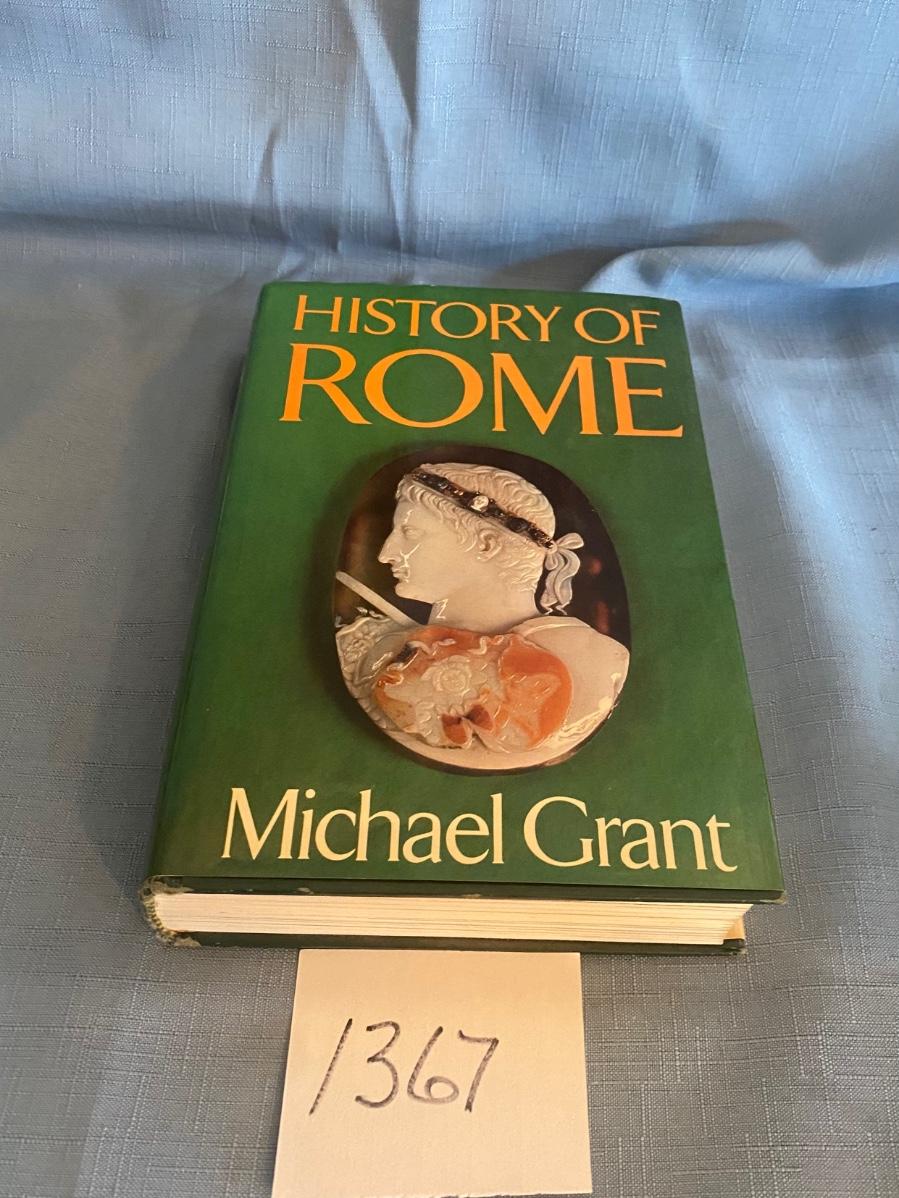 HISTORY OF
ROME
Michael Grant
1367